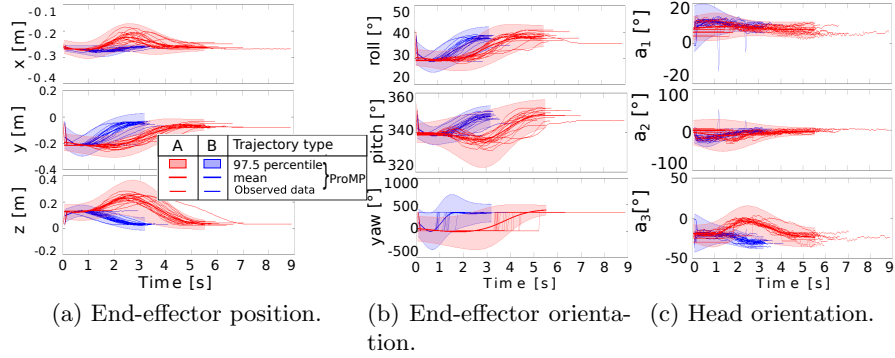 x [m]
-0.1
-0.2
-0.3
-0.4
y [m]
0.2
0
-0.2
-0.4
z [m]
0.4
0.2
0
-0.2
0 1 2 3 4 5 6 7 8 9
Time [s]
A B Trajectory type
97.5 percentile
mean
Observed data
ProMP
(a) End-effector position.
roll [°]
50
40
30
20
pitch [°]
360
340
320
yaw [°]
1000
500
0
-500
0 1 2 3 4 5 6 7 8 9
Time [s]
(b) End-effector orienta-
tion.
a1 [°]
20
0
-20
a2 [°]
100
0
-100
a3[°]
50
0
-50
0 1 2 3 4 5 6 7 8 9
Time [s]
(c) Head orientation.